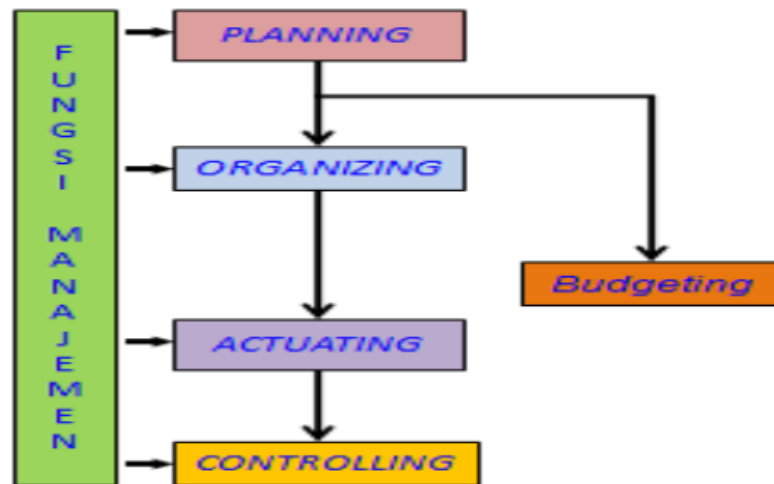 FUNGSI MANAJEMEN
PLANNING
ORGANIZING
Budgeting
ACTUATING
CONTROLLING